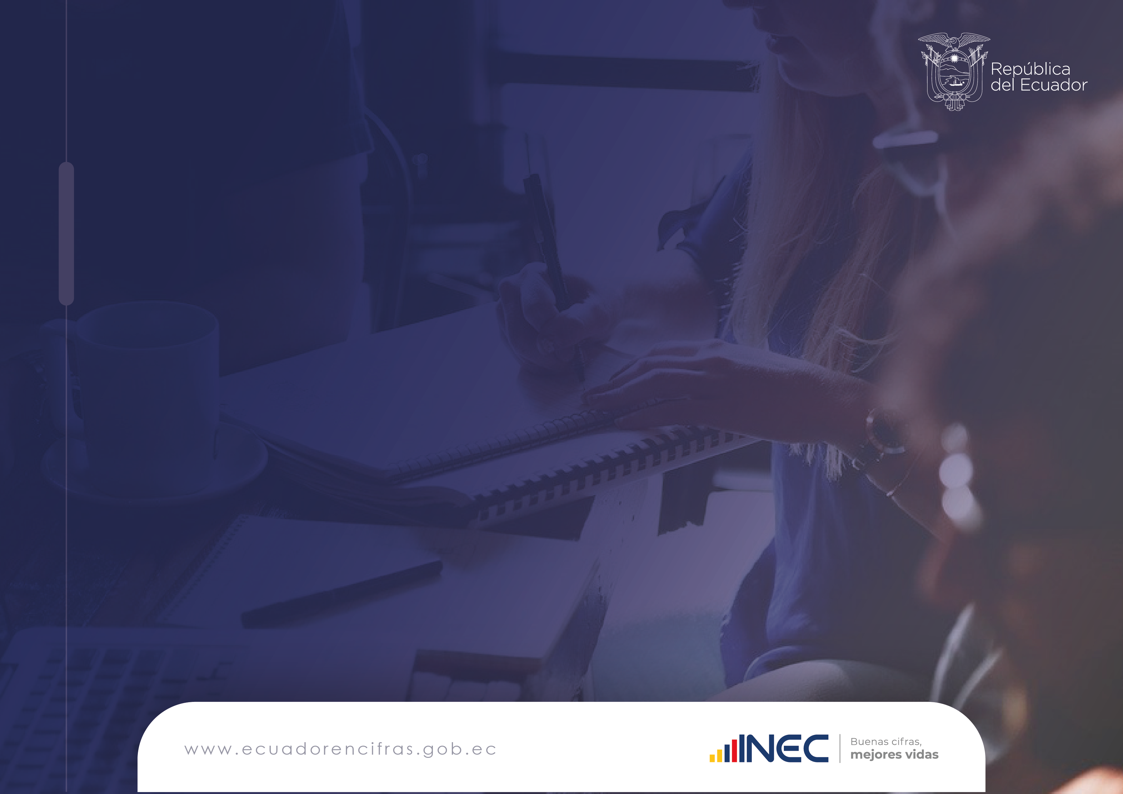 República
del Ecuador
www.ecuadorencifras.gob.ec
INEC
Buenas cifras,
mejores vidas